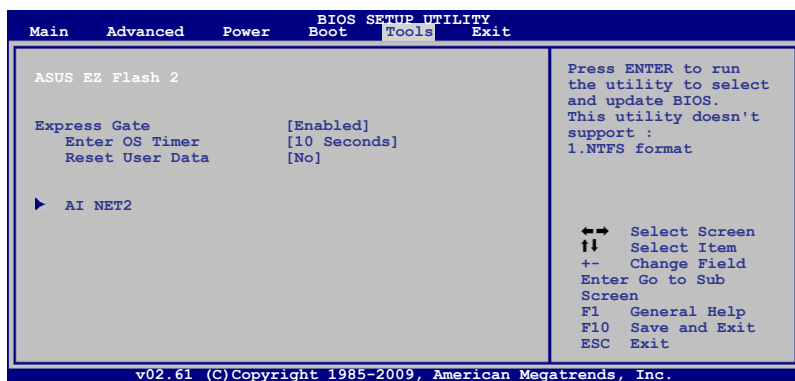 BIOS SETUP UTILITY
Main Advanced Power Boot Tools Exit
ASUS EZ Flash 2
Express Gate [Enabled]
Enter OS Timer [10 Seconds]
Reset User Data [No]
AI NET2
Press ENTER to run
the utility to select
and update BIOS.
This utility doesn't
support :
1.NTFS format
Select Screen
Select Item
+- Change Field
Enter Go to Sub
Screen
F1 General Help
F10 Save and Exit
ESC Exit
v02.61 (C)Copyright 1985-2009, American Megatrends, Inc.